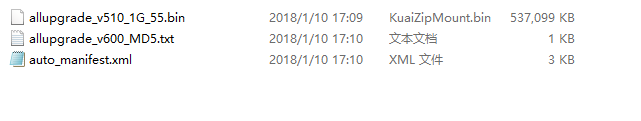 allupgrade_v510_1G_55.bin 2018/1/10 17:09 KuaiZipMount.bin 537,099 KB
allupgrade_v600_MD5.txt 2018/1/10 17:10 文本文档 1 KB
auto_manifest.xml 2018/1/10 17:10 XML 文件 3 KB